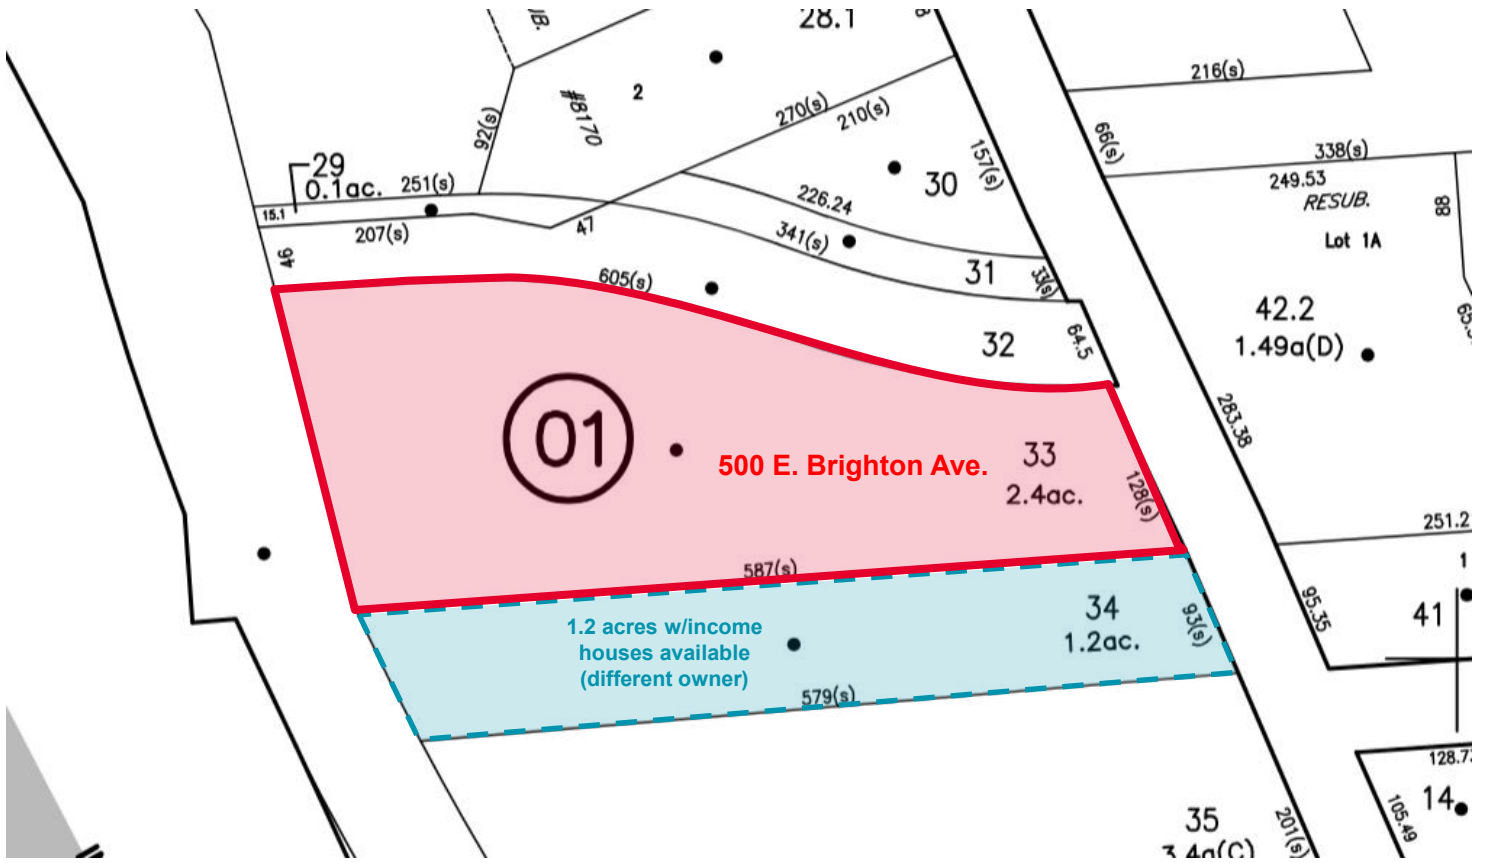 28.1
216(s)
2
#8170
92(s)
270(s)
210(s)
66(s)
338(s)
157(s)
249.53
RESUB.
88
29
0.1ac.
251(s)
30
226.24
15.1
207(s)
47
341(s)
Lot 1A
46
605(s)
31
33(s)
42.2
1.49a(D)
32
64.5
283.38
01
500 E. Brighton Ave.
33
2.4ac.
128(s)
251.2
587(s)
1
34
1.2ac.
93(s)
95.35
41
1.2 acres w/income
houses available
(different owner)
579(s)
128.7
14
105.49
35
3.4a(C)
201(s)